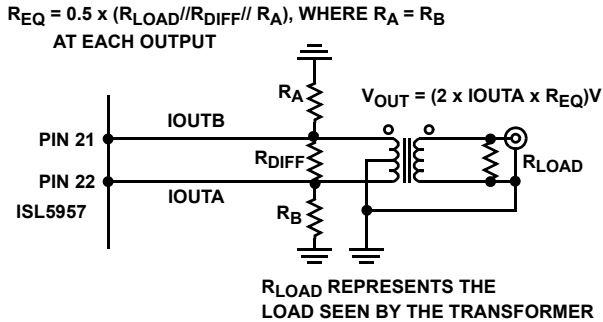 R_EQ = 0.5 x (R_LOAD//R_DIFF// R_A), WHERE R_A = R_B
AT EACH OUTPUT
R_A
V_OUT = (2 x IOUTA x R_EQ)V
IOUTB
PIN 21
R_DIFF
R_LOAD
PIN 22
IOUTA
ISL5957
R_B
R_LOAD REPRESENTS THE
LOAD SEEN BY THE TRANSFORMER